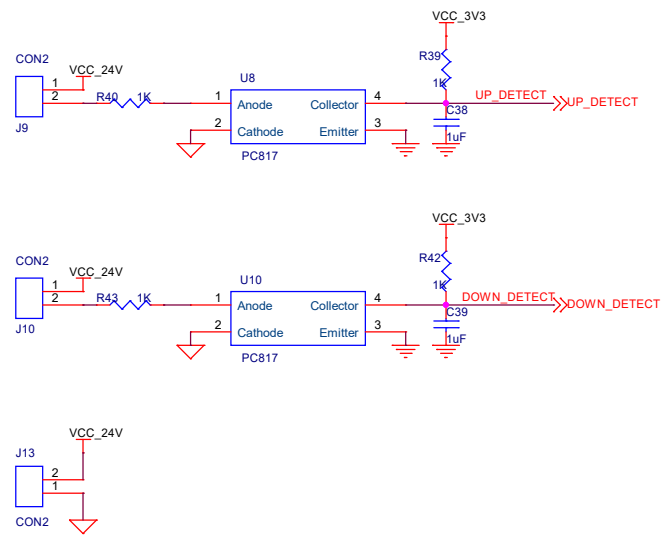 VCC_3V3
CON2
VCC_24V
R39
1K
U8
1
2
R40
1K
1
Anode
Collector
4
UP_DETECT
UP_DETECT
C38
2
Cathode
Emitter
3
1uF
J9
PC817
VCC_3V3
CON2
VCC_24V
R42
1K
U10
1
2
R43
1K
1
Anode
Collector
4
DOWN_DETECT
DOWN_DETECT
C39
2
Cathode
Emitter
3
1uF
J10
PC817
VCC_24V
J13
2
1
CON2